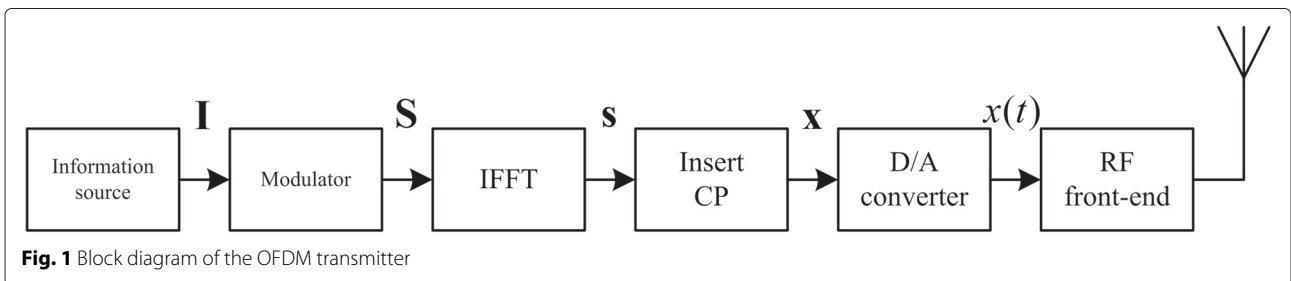 I
S
s
x
x(t)
Information
source
Modulator
IFFT
Insert
CP
D/A
converter
RF
front-end
Fig. 1 Block diagram of the OFDM transmitter